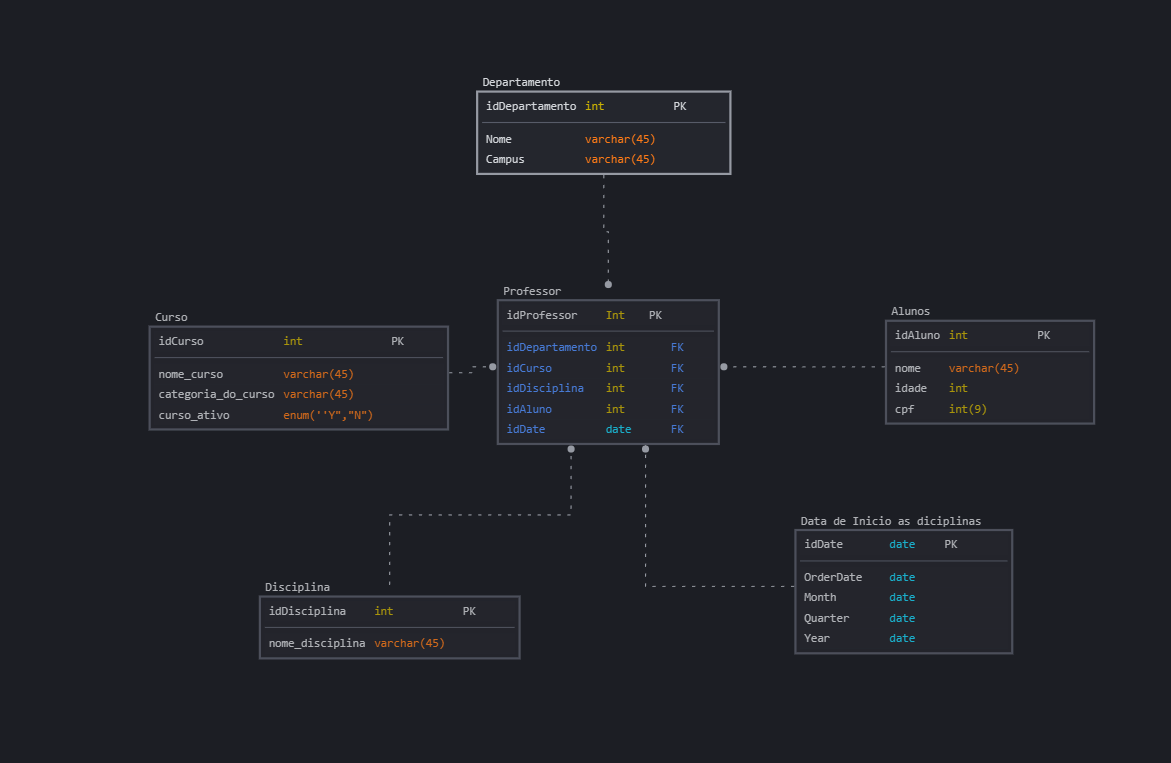 Departamento
idDepartamento int PK
Nome varchar(45)
Campus varchar(45)
Professor
idProfessor Int PK
idDepartamento int FK
idCurso int FK
idDisciplina int FK
idAluno int FK
idDate date FK
Curso
idCurso int PK
nome_curso varchar(45)
categoria_do_curso varchar(45)
curso_ativo enum(''Y","N")
Alunos
idAluno int PK
nome varchar(45)
idade int
cpf int(9)
Data de Inicio as diciplinas
idDate date PK
OrderDate date
Month date
Quarter date
Year date
Disciplina
idDisciplina int PK
nome_disciplina varchar(45)